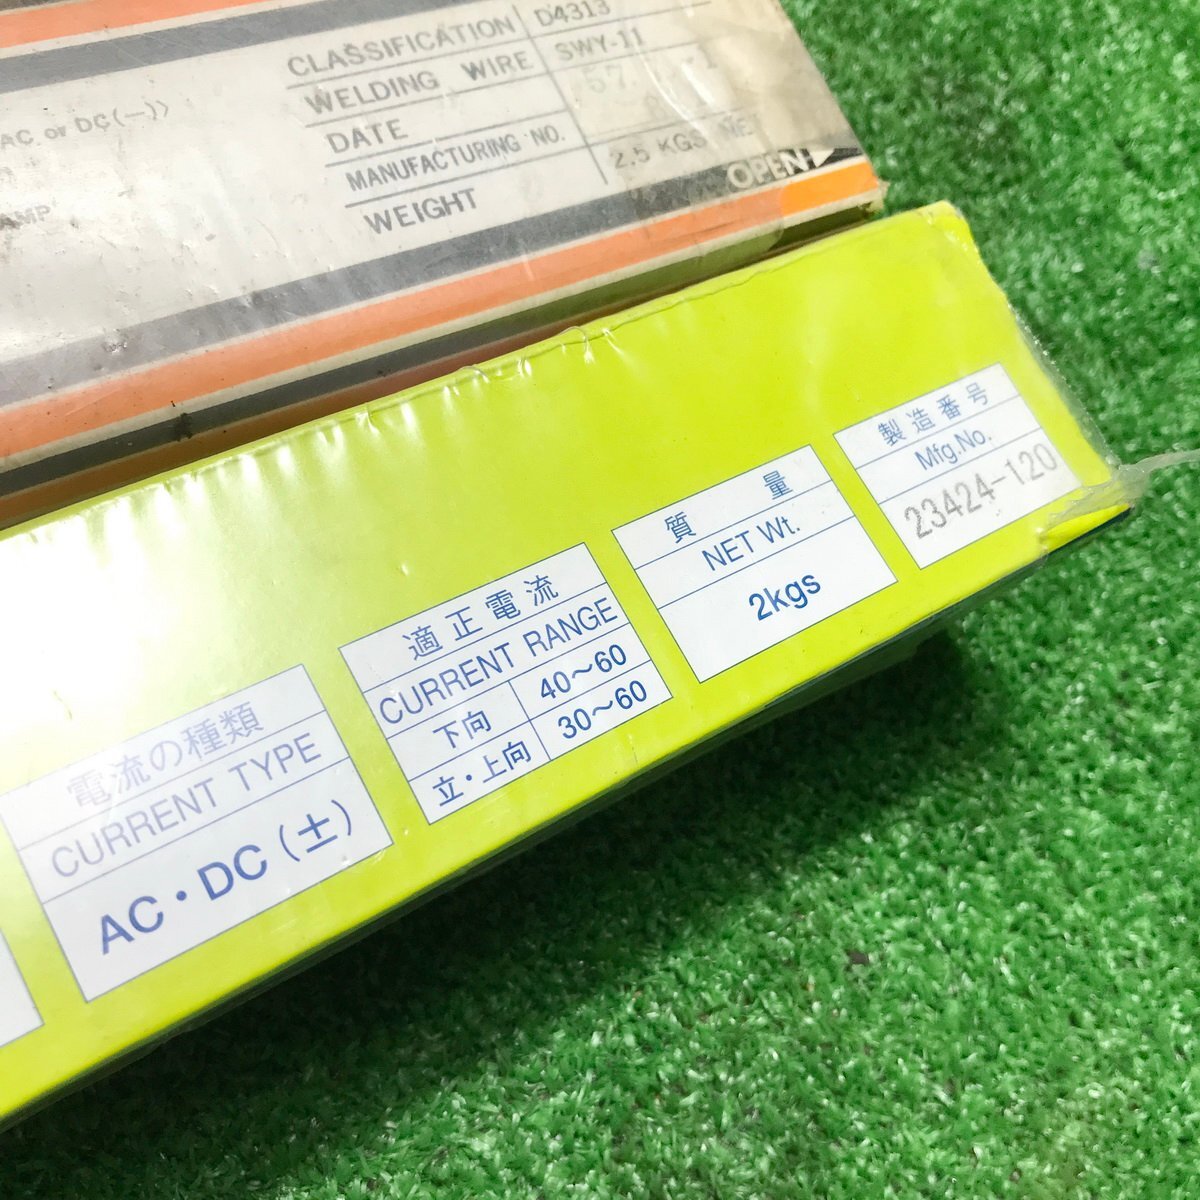 CLASSIFICATION D4313
WELDING WIRE SWY-11
DATE 57
MANUFACTURING NO.
WEIGHT 2.5 KGS NET
AC or DC(—)
AMP
OPEN
製造番号
Mfg.No.
23424-120
質量
NET Wt.
2kgs
適正電流
CURRENT RANGE
下向 40～60
立・上向 30～60
電流の種類
CURRENT TYPE
AC・DC(±)